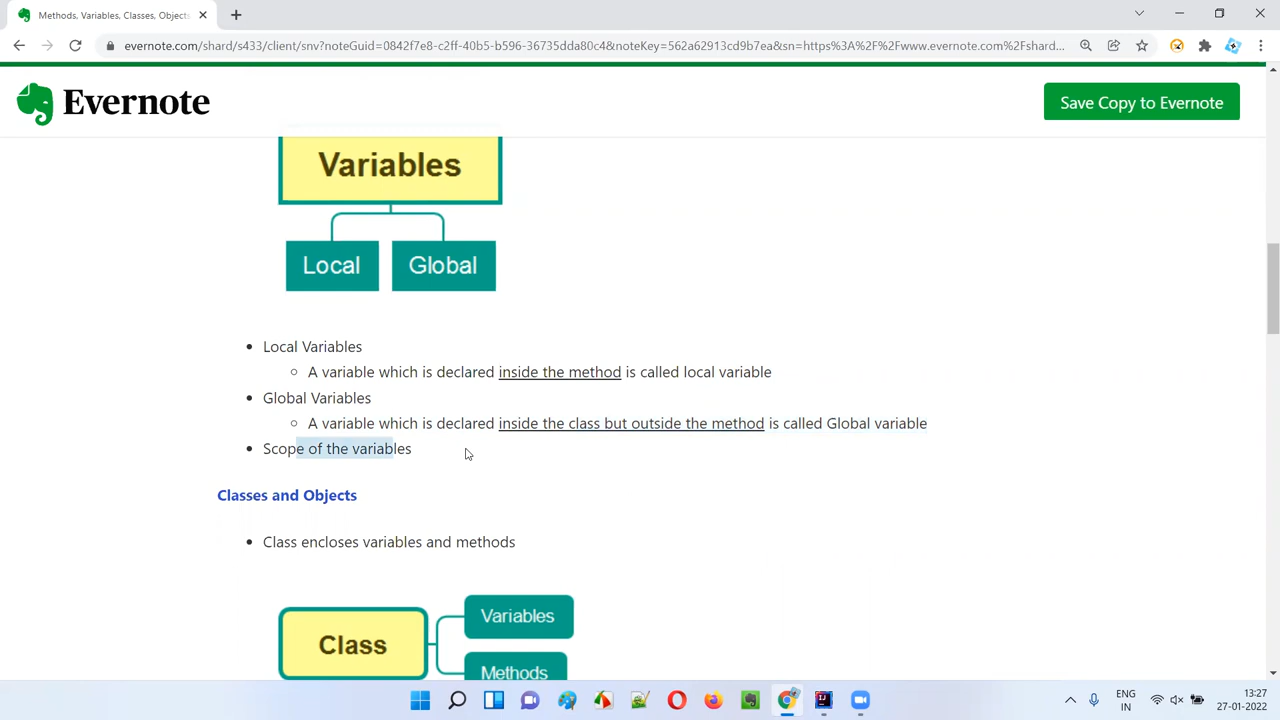 Methods, Variables, Classes, Objects
evernote.com/shard/s433/client/snv?noteGuid=0842f7e8-c2ff-40b5-b596-36735dda80c4&noteKey=562a62913cd9b7ea&sn=https%3A%2F%2Fwww.evernote.com%2Fshard...
Evernote
Save Copy to Evernote
Variables
Local Global
Local Variables
A variable which is declared inside the method is called local variable
Global Variables
A variable which is declared inside the class but outside the method is called Global variable
Scope of the variables
Classes and Objects
Class encloses variables and methods
Variables
Class
Methods
ENG
IN
13:27
27-01-2022